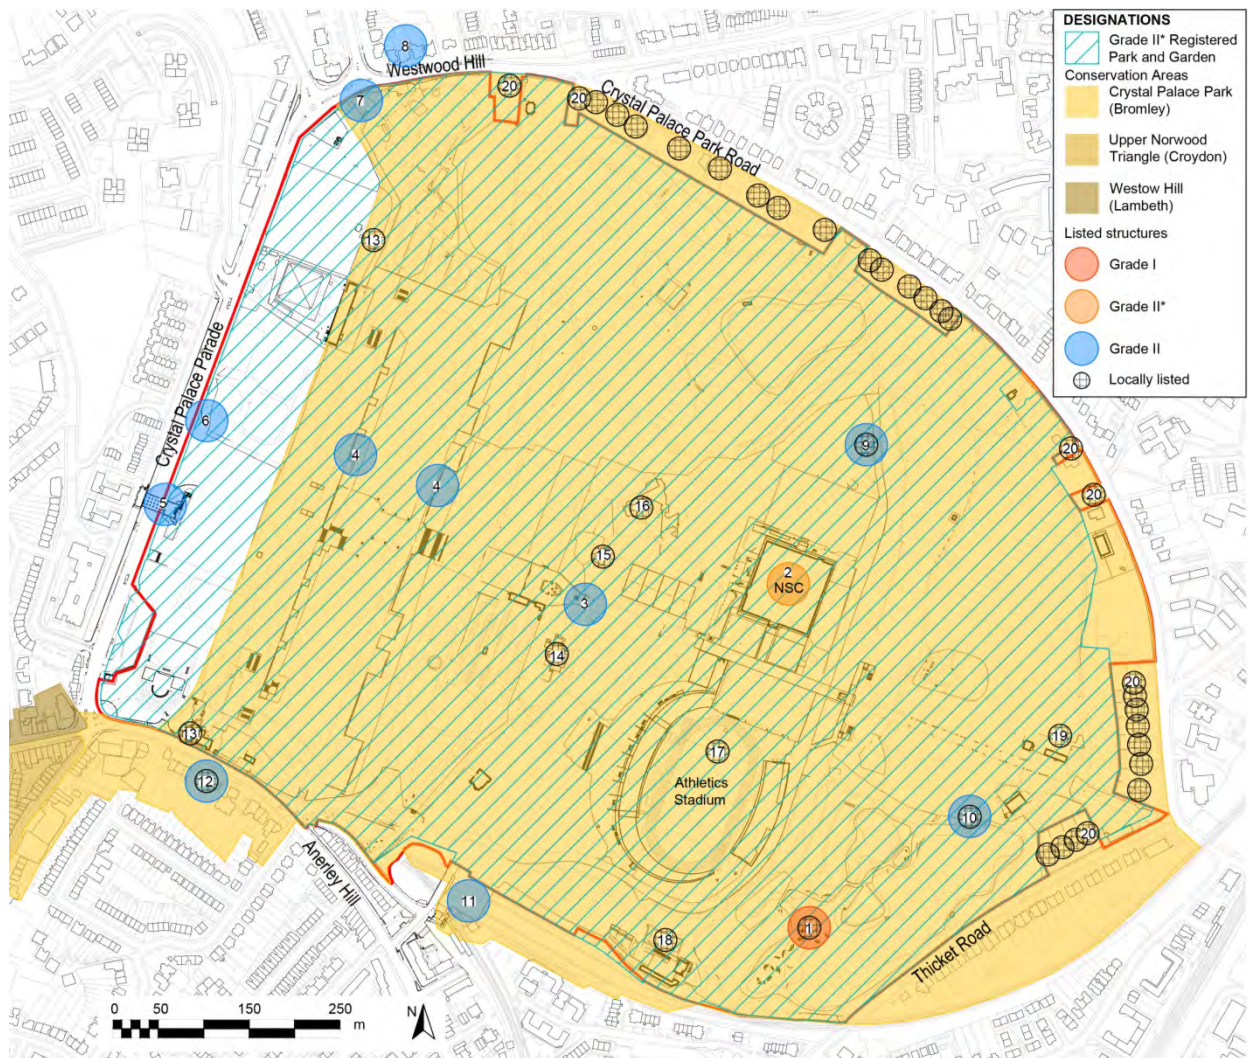 DESIGNATIONS
Grade II* Registered
Park and Garden
Conservation Areas
Crystal Palace Park
(Bromley)
Upper Norwood
Triangle (Croydon)
Westow Hill
(Lambeth)
Listed structures
Grade I
Grade II*
Grade II
Locally listed
8
Westwood Hill
7
20
20
Crystal Palace Park Road
13
Crystal Palace Parade
6
4
4
5
9
20
20
16
15
2
NSC
3
14
20
13
12
17
19
Athletics
Stadium
10
20
Anerley Hill
11
18
1
Thicket Road
0 50 150 250
m
N